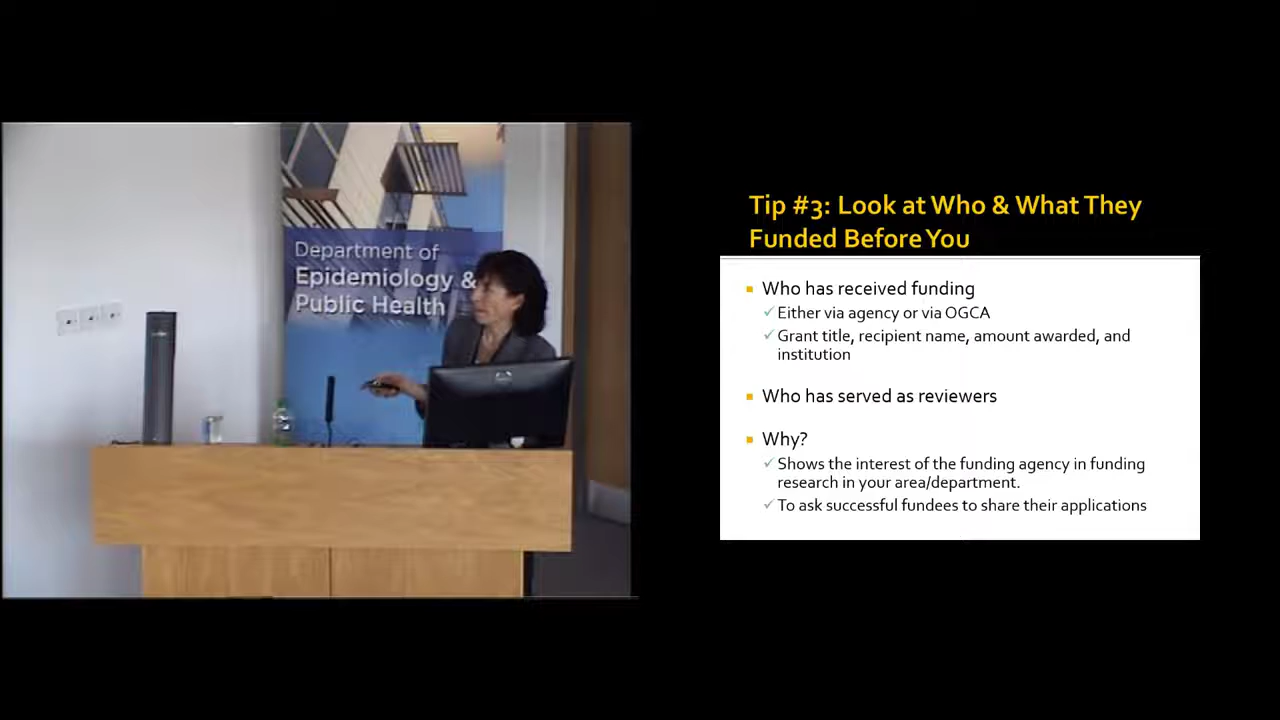 Department of
Epidemiology &
Public Health
Tip #3: Look at Who & What They
Funded Before You
Who has received funding
Either via agency or via OGCA
Grant title, recipient name, amount awarded, and
institution
Who has served as reviewers
Why?
Shows the interest of the funding agency in funding
research in your area/department.
To ask successful fundees to share their applications